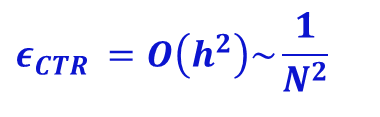 ϵ_CTR = O(h²)~1/N²